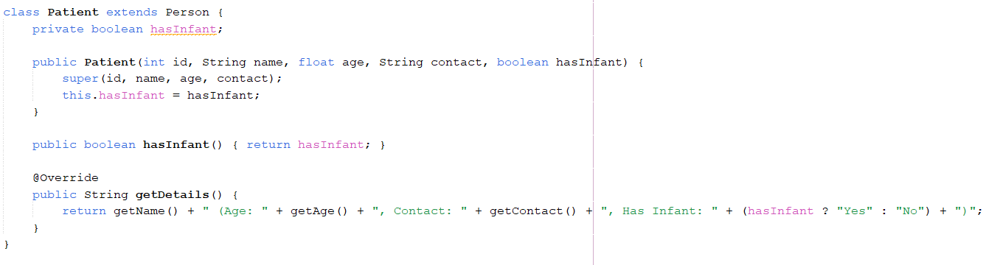 class Patient extends Person {
    private boolean hasInfant;

    public Patient(int id, String name, float age, String contact, boolean hasInfant) {
        super(id, name, age, contact);
        this.hasInfant = hasInfant;
    }

    public boolean hasInfant() { return hasInfant; }

    @Override
    public String getDetails() {
        return getName() + " (Age: " + getAge() + ", Contact: " + getContact() + ", Has Infant: " + (hasInfant ? "Yes" : "No") + ")";
    }
}